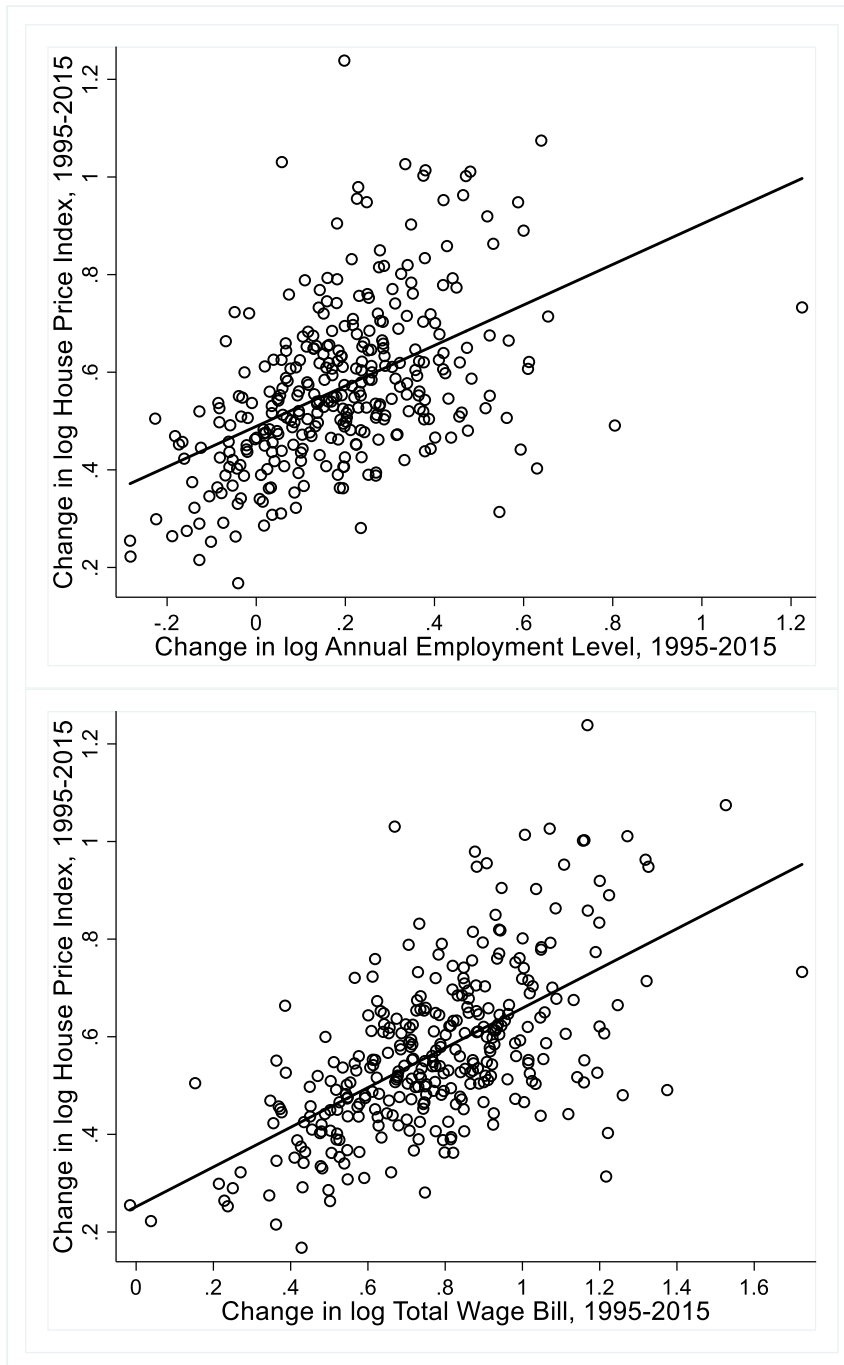 Change in log House Price Index, 1995-2015
1.2
1
.8
.6
.4
.2
-.2 0 .2 .4 .6 .8 1 1.2
Change in log Annual Employment Level, 1995-2015
Change in log House Price Index, 1995-2015
1.2
1
.8
.6
.4
.2
0 .2 .4 .6 .8 1 1.2 1.4 1.6
Change in log Total Wage Bill, 1995-2015